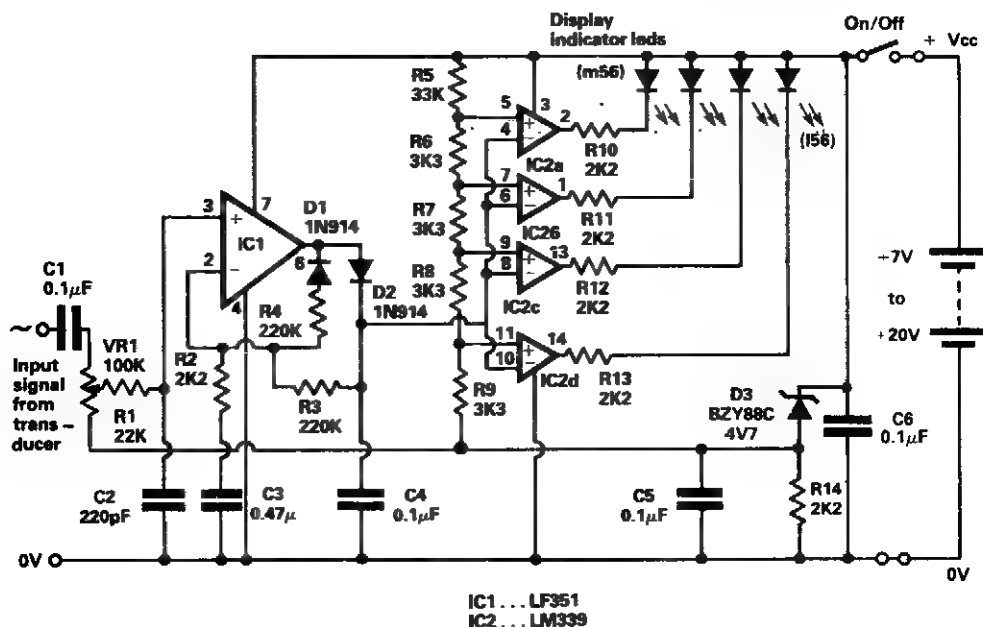 Display
indicator leds
(m56)
On/Off
+ Vcc
R5
33K
5
3
4
2
R10
2K2
IC2a
(l56)
R6
3K3
7
6
1
R11
2K2
IC26
R7
3K3
9
8
13
R12
2K2
IC2c
R8
3K3
11
10
14
R13
2K2
IC2d
R9
3K3
+7V
to
+20V
3
7
+
IC1
2
−
4
6
D1
1N914
D2
1N914
R4
220K
C1
0.1µF
~
Input
signal
from
trans –
ducer
VR1
100K
R1
22K
R2
2K2
R3
220K
D3
BZY88C
4V7
C6
0.1µF
C2
220pF
C3
0.47µ
C4
0.1µF
C5
0.1µF
R14
2K2
0V
0V
IC1 . . . LF351
IC2 . . . LM339